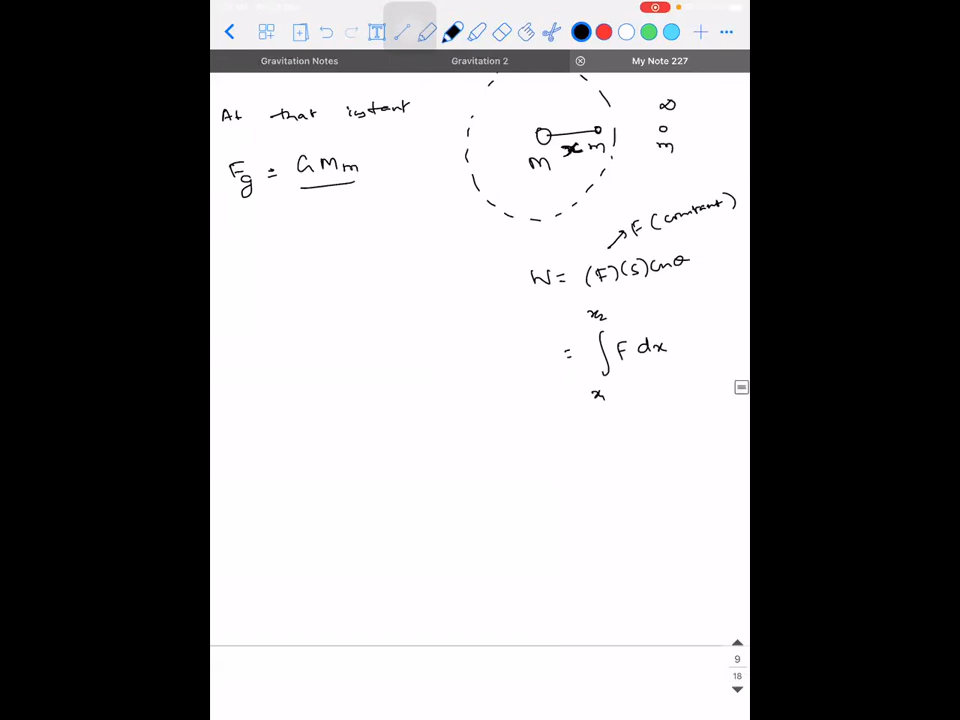 Gravitation Notes
Gravitation 2
My Note 227
At that instant
Fg = GMm
∞
m
M
x
m
F (constant)
W = (F)(s)cosθ
x2
= ∫ F dx
x1
9
18